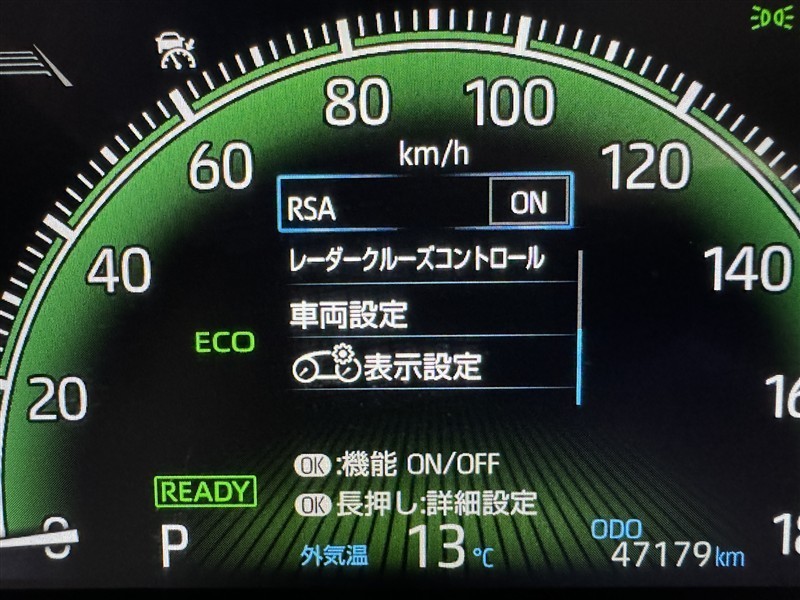 80 100
km/h
60 120
RSA ON
レーダークルーズコントロール
40 140
車両設定
ECO
表示設定
20
OK:機能 ON/OFF
READY
OK長押し:詳細設定
0
P 外気温 13℃ ODO 47179km